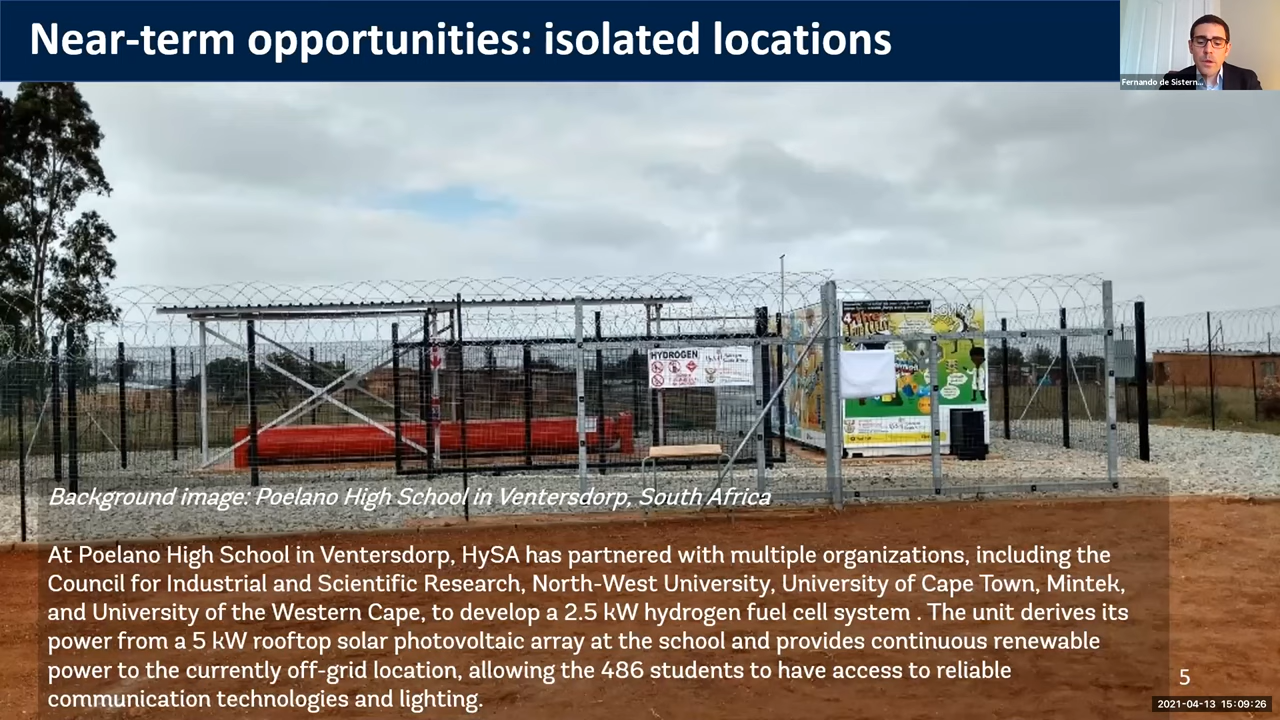 Near-term opportunities: isolated locations
Fernando de Sistern...
HYDROGEN
Background image: Poelano High School in Ventersdorp, South Africa
At Poelano High School in Ventersdorp, HySA has partnered with multiple organizations, including the
Council for Industrial and Scientific Research, North-West University, University of Cape Town, Mintek,
and University of the Western Cape, to develop a 2.5 kW hydrogen fuel cell system . The unit derives its
power from a 5 kW rooftop solar photovoltaic array at the school and provides continuous renewable
power to the currently off-grid location, allowing the 486 students to have access to reliable
communication technologies and lighting.
5
2021-04-13 15:09:26